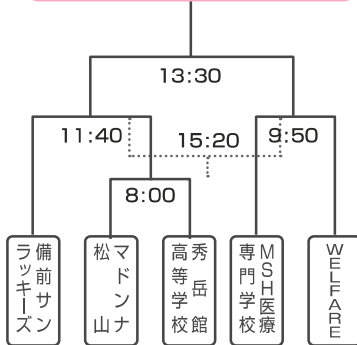 13:30
11:40
15:20
9:50
8:00
備前サン
ラッキーズ
マドンナ
松山
秀岳館
高等学校
MSH医療
専門学校
WELFARE